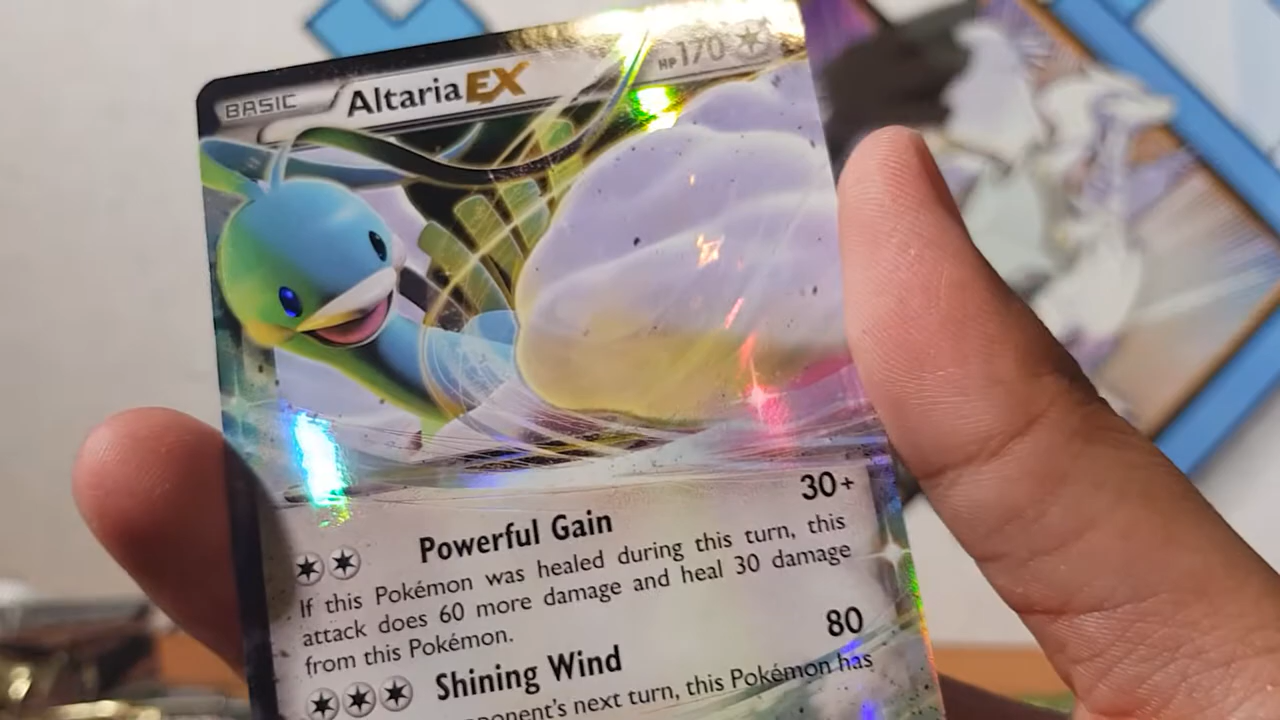 BASIC Altaria EX HP 170
Powerful Gain 30+
If this Pokémon was healed during this turn, this
attack does 60 more damage and heal 30 damage
from this Pokémon.
Shining Wind 80
ponent's next turn, this Pokémon has